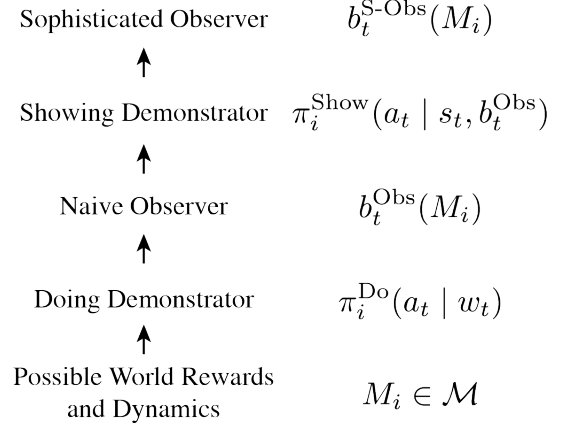 Sophisticated Observer b_t^{S-Obs}(M_i)
Showing Demonstrator π_i^{Show}(a_t | s_t, b_t^{Obs})
Naive Observer b_t^{Obs}(M_i)
Doing Demonstrator π_i^{Do}(a_t | w_t)
Possible World Rewards
and Dynamics M_i ∈ ℳ